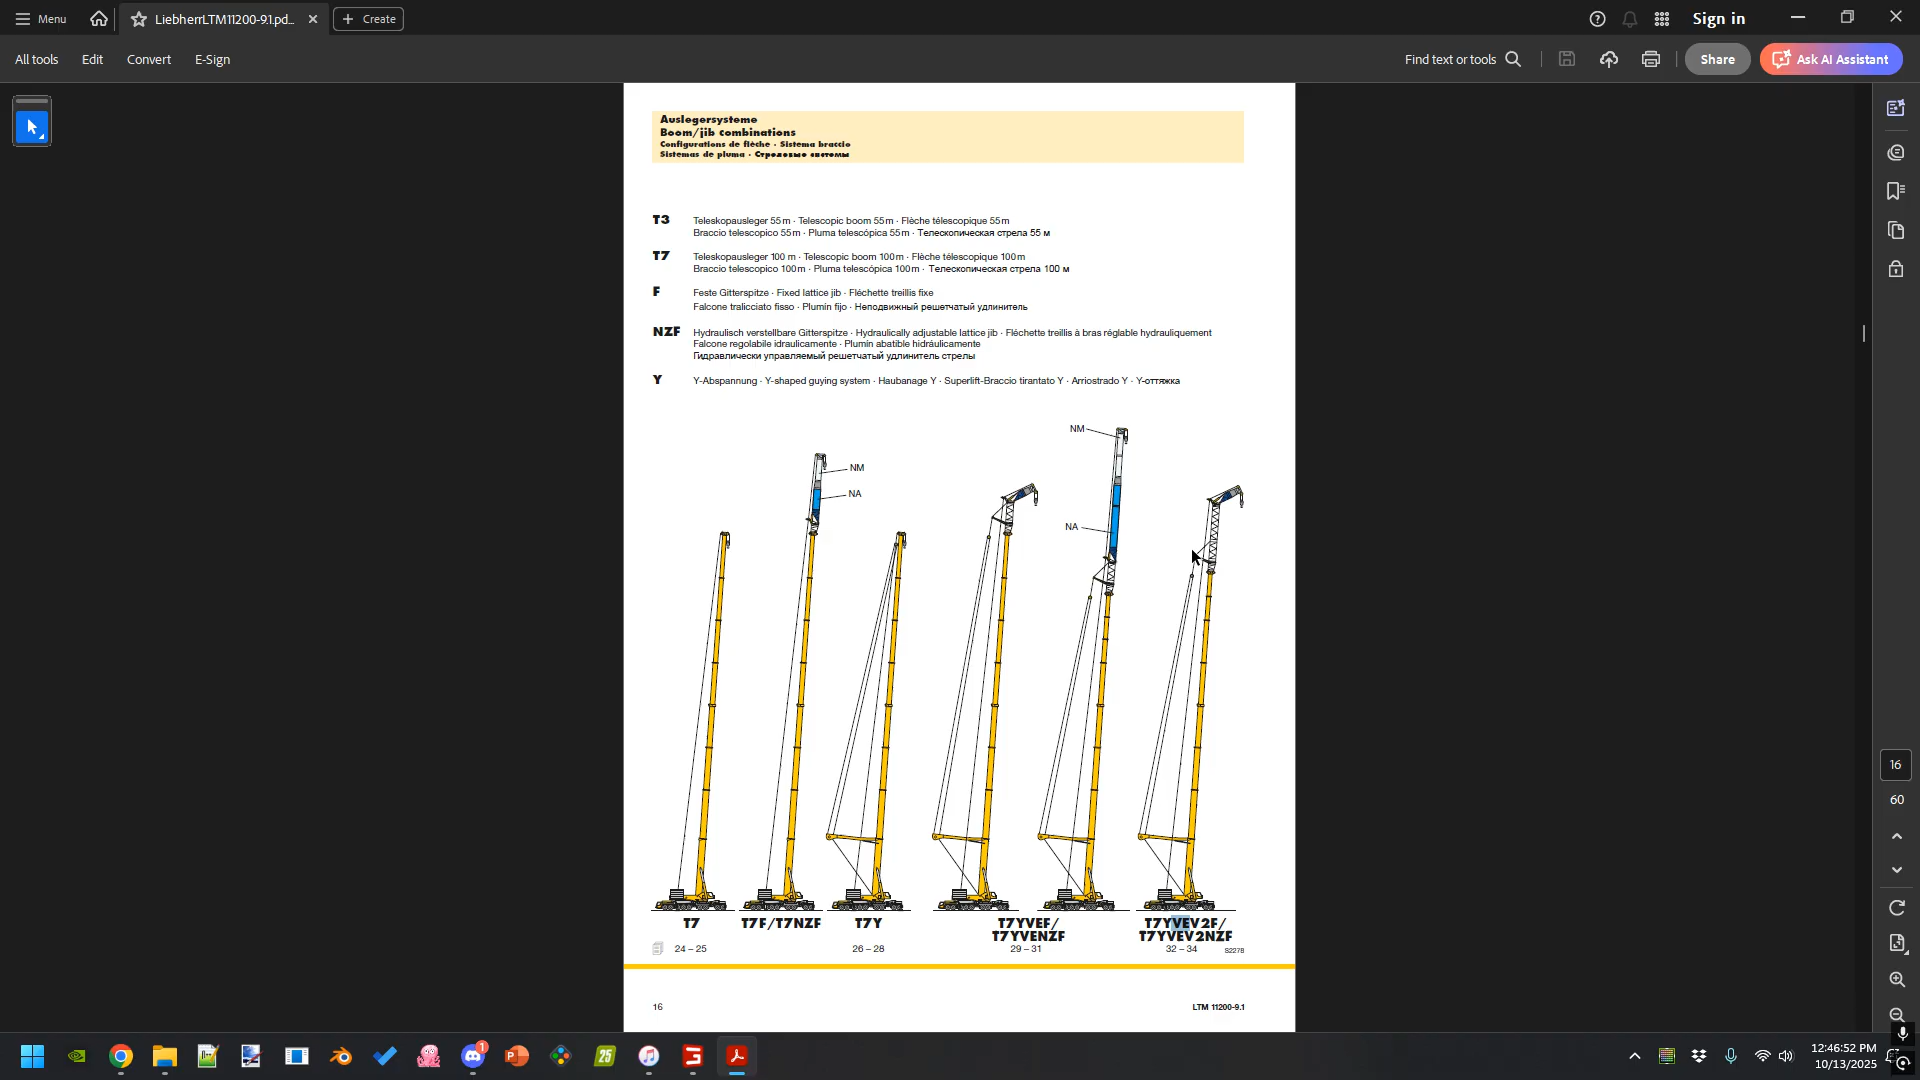 Menu
LiebherrLTM11200-9.1.pd...
Create
Sign in
All tools
Edit
Convert
E-Sign
Find text or tools
Share
Ask AI Assistant
Auslegersysteme
Boom/jib combinations
Configurations de flèche · Sistema braccio
Sistemas de pluma · Стреловые системы
T3 Teleskopausleger 55 m · Telescopic boom 55 m · Flèche télescopique 55 m
Braccio telescopico 55 m · Pluma telescópica 55 m · Телескопическая стрела 55 м
T7 Teleskopausleger 100 m · Telescopic boom 100 m · Flèche télescopique 100 m
Braccio telescopico 100 m · Pluma telescópica 100 m · Телескопическая стрела 100 м
F Feste Gitterspitze · Fixed lattice jib · Fléchette treillis fixe
Falcone tralicciato fisso · Plumín fijo · Неподвижный решетчатый удлинитель
NZF Hydraulisch verstellbare Gitterspitze · Hydraulically adjustable lattice jib · Fléchette treillis à bras réglable hydrauliquement
Falcone regolabile idraulicamente · Plumín abatible hidráulicamente
Гидравлически управляемый решетчатый удлинитель стрелы
Y Y-Abspannung · Y-shaped guying system · Haubanage Y · Superlift-Braccio tirantato Y · Arriostrado Y · Y-оттяжка
NM
NM
NA
NA
T7
T7F/T7NZF
T7Y
T7YVEF/
T7YVENZF
T7YVEV2F/
T7YVEV2NZF
24 – 25
26 – 28
29 – 31
32 – 34
S2278
16
LTM 11200-9.1
16
60
1
25
12:46:52 PM
10/13/2025